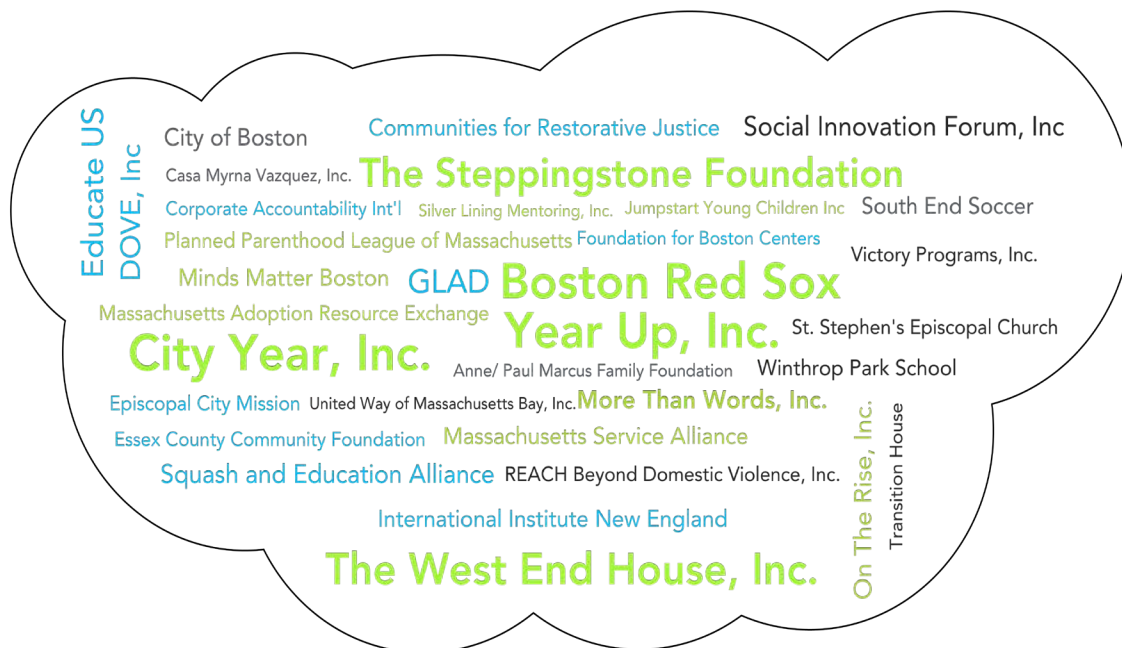 Educate US
DOVE, Inc
City of Boston
Communities for Restorative Justice
Social Innovation Forum, Inc
Casa Myrna Vazquez, Inc.
The Steppingstone Foundation
Corporate Accountability Int'l
Silver Lining Mentoring, Inc.
Jumpstart Young Children Inc
South End Soccer
Planned Parenthood League of Massachusetts
Foundation for Boston Centers
Victory Programs, Inc.
Minds Matter Boston
GLAD
Boston Red Sox
Massachusetts Adoption Resource Exchange
Year Up, Inc.
St. Stephen's Episcopal Church
City Year, Inc.
Anne/ Paul Marcus Family Foundation
Winthrop Park School
Episcopal City Mission
United Way of Massachusetts Bay, Inc.
More Than Words, Inc.
Essex County Community Foundation
Massachusetts Service Alliance
On The Rise, Inc.
Transition House
Squash and Education Alliance
REACH Beyond Domestic Violence, Inc.
International Institute New England
The West End House, Inc.